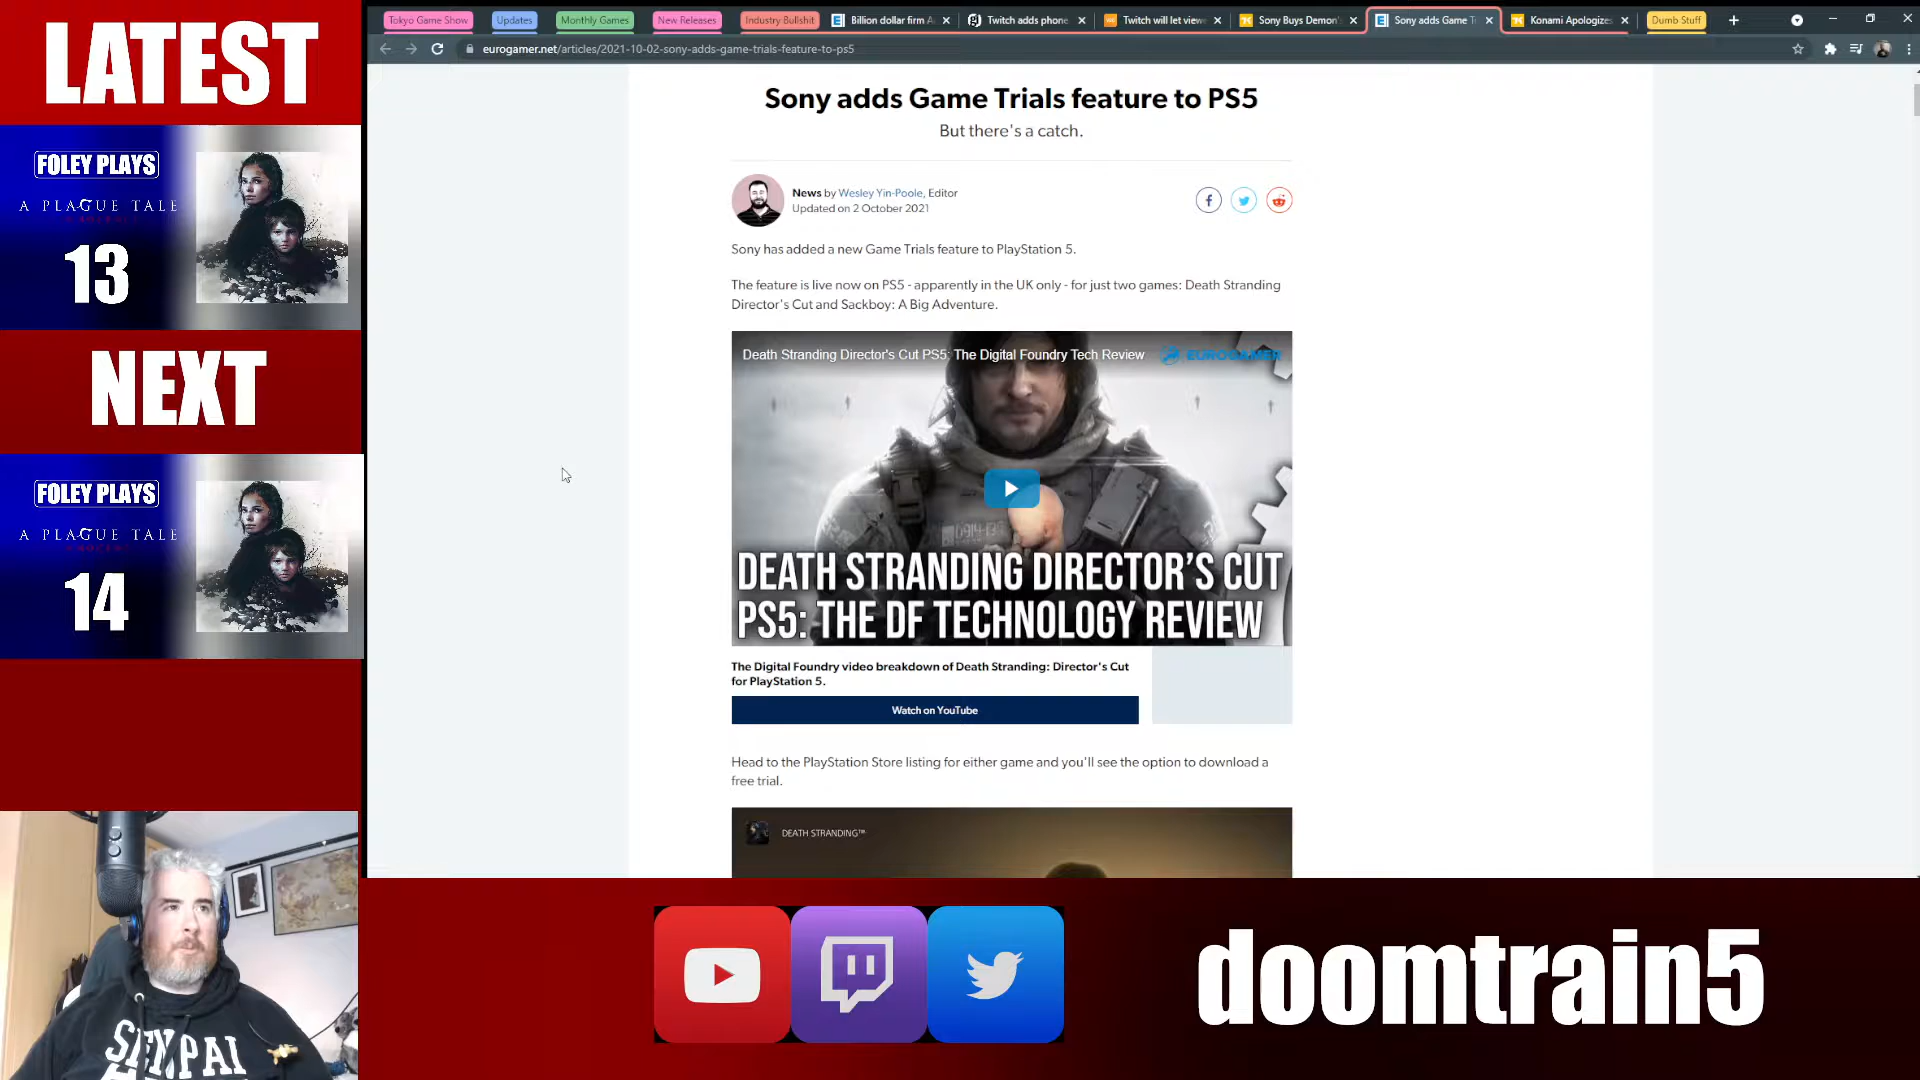 LATEST
FOLEY PLAYS
A PLAGUE TALE
13
NEXT
FOLEY PLAYS
A PLAGUE TALE
14
Tokyo Game Show
Updates
Monthly Games
New Releases
Industry Bullshit
Billion dollar firm
Twitch adds phone
Twitch will let view
Sony Buys Demon'
Sony adds Game T
Konami Apologizes
Dumb Stuff
eurogamer.net/articles/2021-10-02-sony-adds-game-trials-feature-to-ps5
Sony adds Game Trials feature to PS5
But there's a catch.
News by Wesley Yin-Poole, Editor
Updated on 2 October 2021
Sony has added a new Game Trials feature to PlayStation 5.
The feature is live now on PS5 - apparently in the UK only - for just two games: Death Stranding
Director's Cut and Sackboy: A Big Adventure.
Death Stranding Director's Cut PS5: The Digital Foundry Tech Review
EUROGAMER
DEATH STRANDING DIRECTOR'S CUT
PS5: THE DF TECHNOLOGY REVIEW
The Digital Foundry video breakdown of Death Stranding: Director's Cut
for PlayStation 5.
Watch on YouTube
Head to the PlayStation Store listing for either game and you'll see the option to download a
free trial.
DEATH STRANDING™
SENPAI
doomtrain5